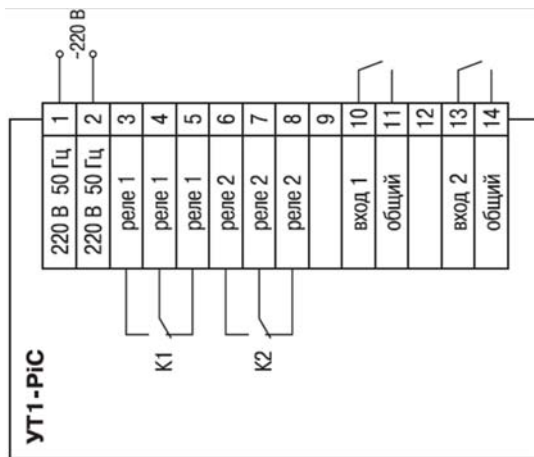 УТ1-PiC
~220 В
220 В 50 Гц 1
220 В 50 Гц 2
реле 1 3
реле 1 4
реле 1 5
реле 2 6
реле 2 7
реле 2 8
9
вход 1 10
общий 11
12
вход 2 13
общий 14
К1
К2